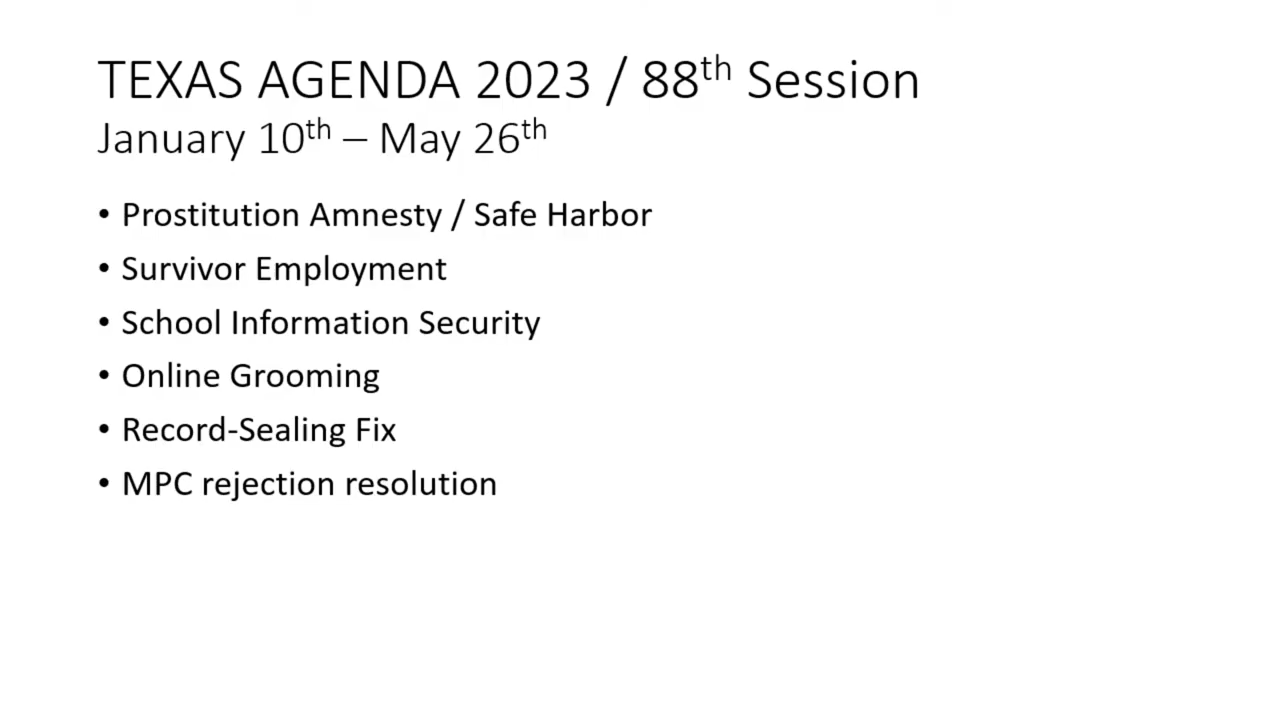 TEXAS AGENDA 2023 / 88th Session
January 10th – May 26th
• Prostitution Amnesty / Safe Harbor
• Survivor Employment
• School Information Security
• Online Grooming
• Record-Sealing Fix
• MPC rejection resolution